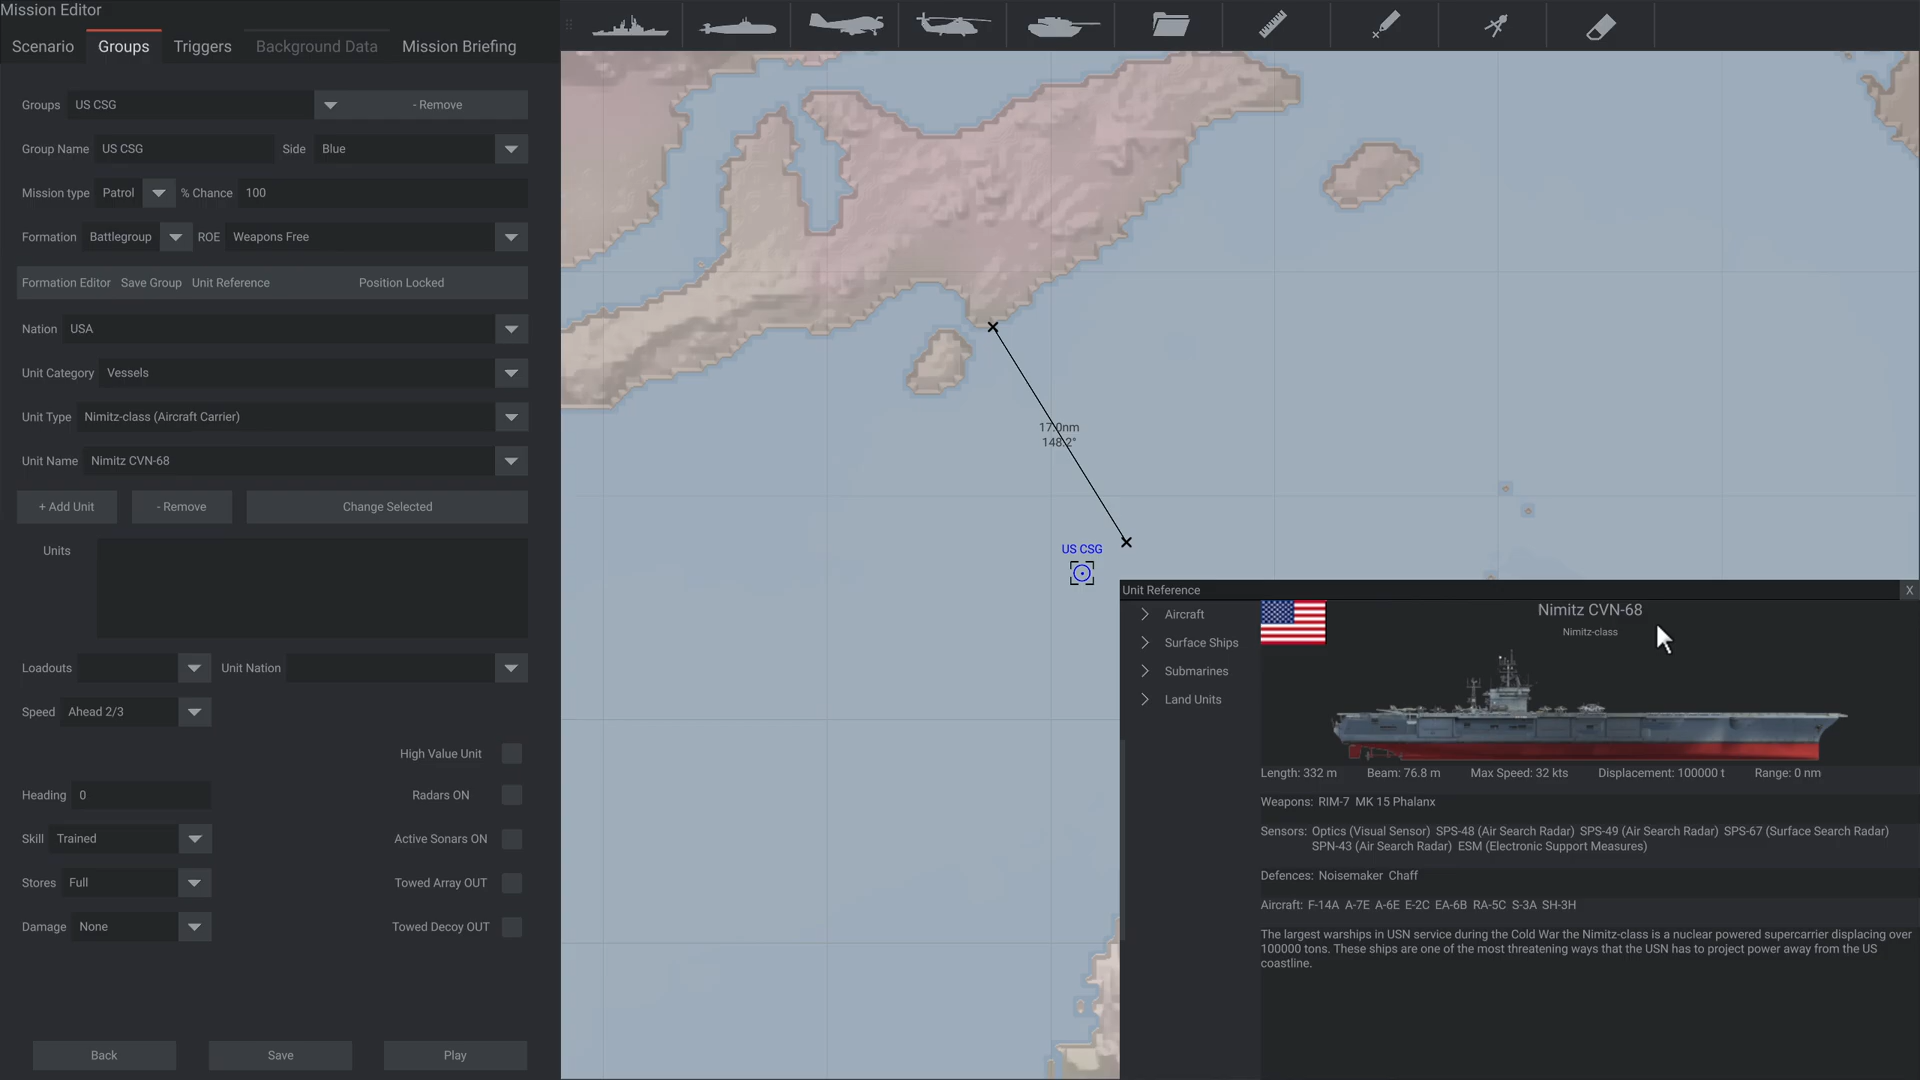 Mission Editor
Scenario Groups Triggers Background Data Mission Briefing
Groups US CSG - Remove
Group Name US CSG Side Blue
Mission type Patrol % Chance 100
Formation Battlegroup ROE Weapons Free
Formation Editor Save Group Unit Reference Position Locked
Nation USA
Unit Category Vessels
Unit Type Nimitz-class (Aircraft Carrier)
Unit Name Nimitz CVN-68
+ Add Unit - Remove Change Selected
Units
Loadouts Unit Nation
Speed Ahead 2/3
High Value Unit
Heading 0 Radars ON
Skill Trained Active Sonars ON
Stores Full Towed Array OUT
Damage None Towed Decoy OUT
Back Save Play
17.0nm
148.2°
US CSG
Unit Reference X
Aircraft
Surface Ships
Submarines
Land Units
Nimitz CVN-68
Nimitz-class
Length: 332 m Beam: 76.8 m Max Speed: 32 kts Displacement: 100000 t Range: 0 nm
Weapons: RIM-7 MK 15 Phalanx
Sensors: Optics (Visual Sensor) SPS-48 (Air Search Radar) SPS-49 (Air Search Radar) SPS-67 (Surface Search Radar)
SPN-43 (Air Search Radar) ESM (Electronic Support Measures)
Defences: Noisemaker Chaff
Aircraft: F-14A A-7E A-6E E-2C EA-6B RA-5C S-3A SH-3H
The largest warships in USN service during the Cold War the Nimitz-class is a nuclear powered supercarrier displacing over
100000 tons. These ships are one of the most threatening ways that the USN has to project power away from the US
coastline.